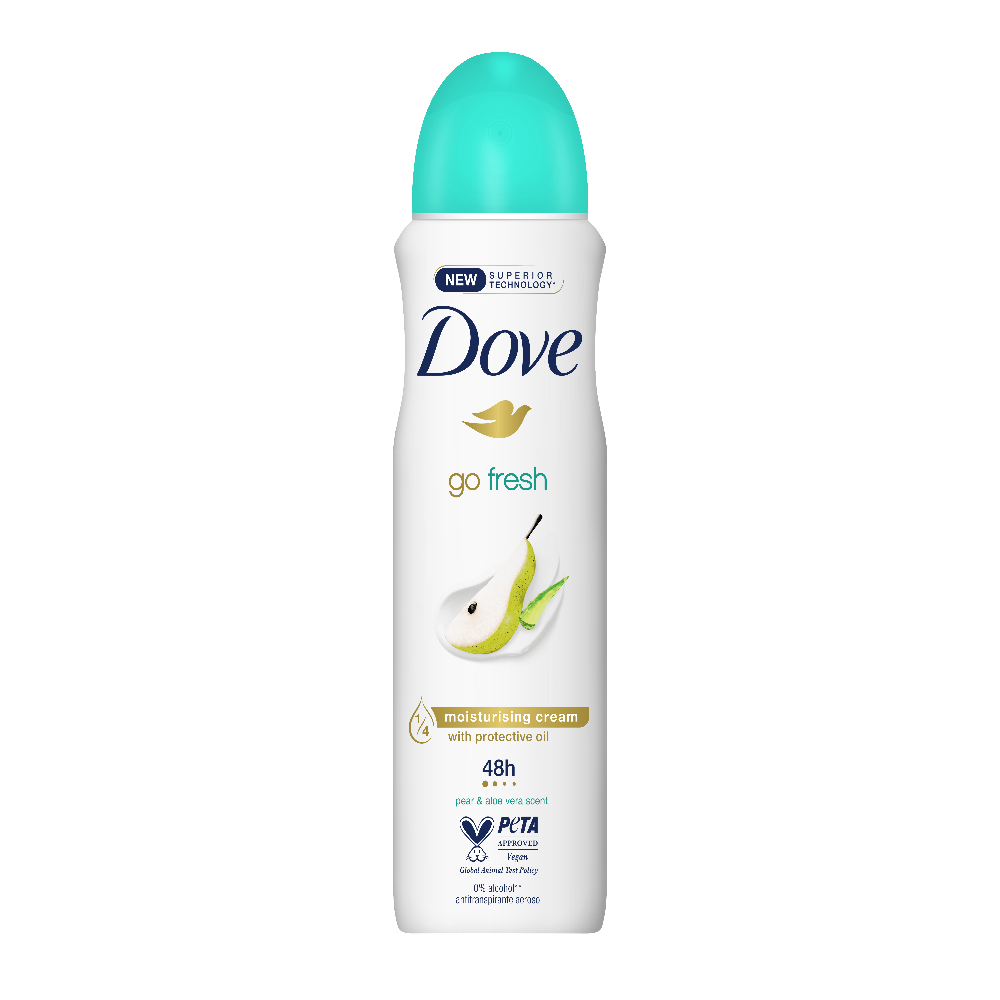 NEW SUPERIOR
TECHNOLOGY*
Dove
go fresh
1/4 moisturising cream
with protective oil
48h
pear & aloe vera scent
PETA
APPROVED
Vegan
Global Animal Test Policy
0% alcohol**
antitranspirante aeroso